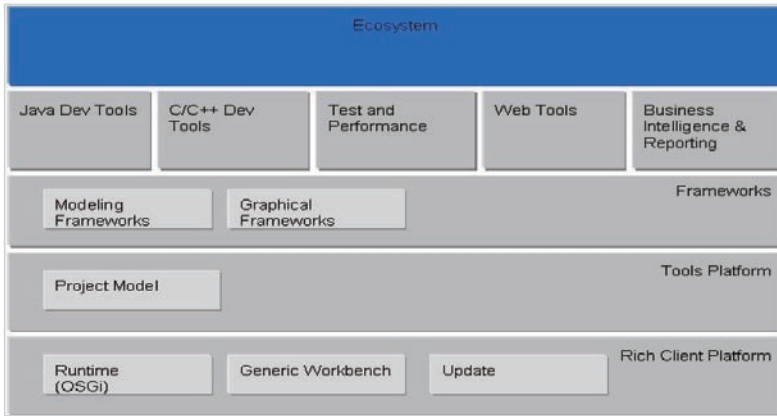 Ecosystem
Java Dev Tools
C/C++ Dev
Tools
Test and
Performance
Web Tools
Business
Intelligence &
Reporting
Frameworks
Modeling
Frameworks
Graphical
Frameworks
Tools Platform
Project Model
Rich Client Platform
Runtime
(OSGi)
Generic Workbench
Update